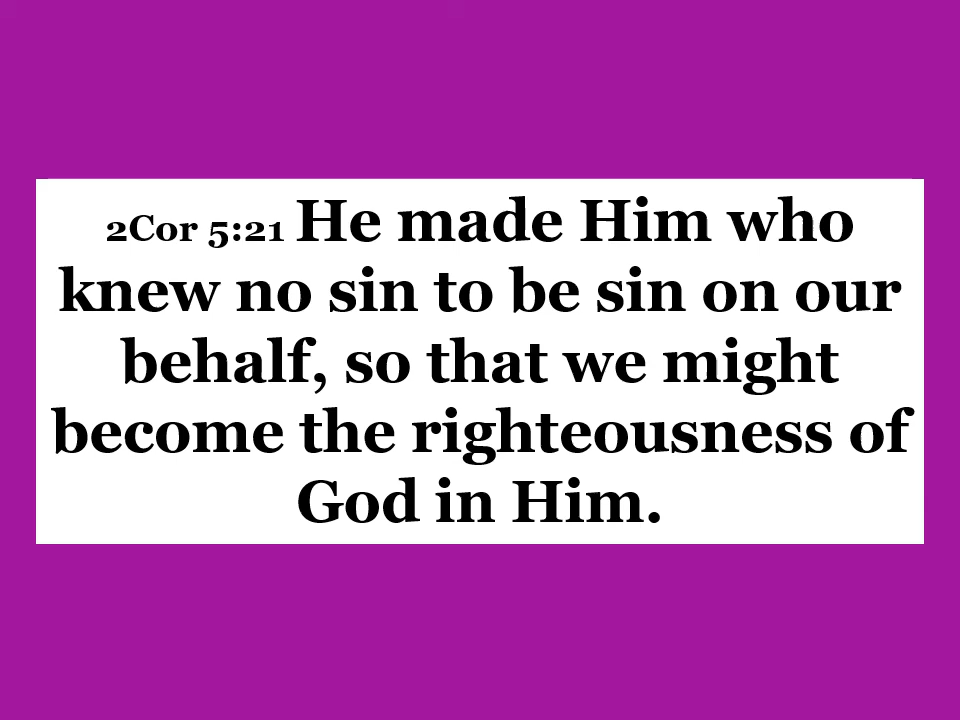 2Cor 5:21 He made Him who
knew no sin to be sin on our
behalf, so that we might
become the righteousness of
God in Him.